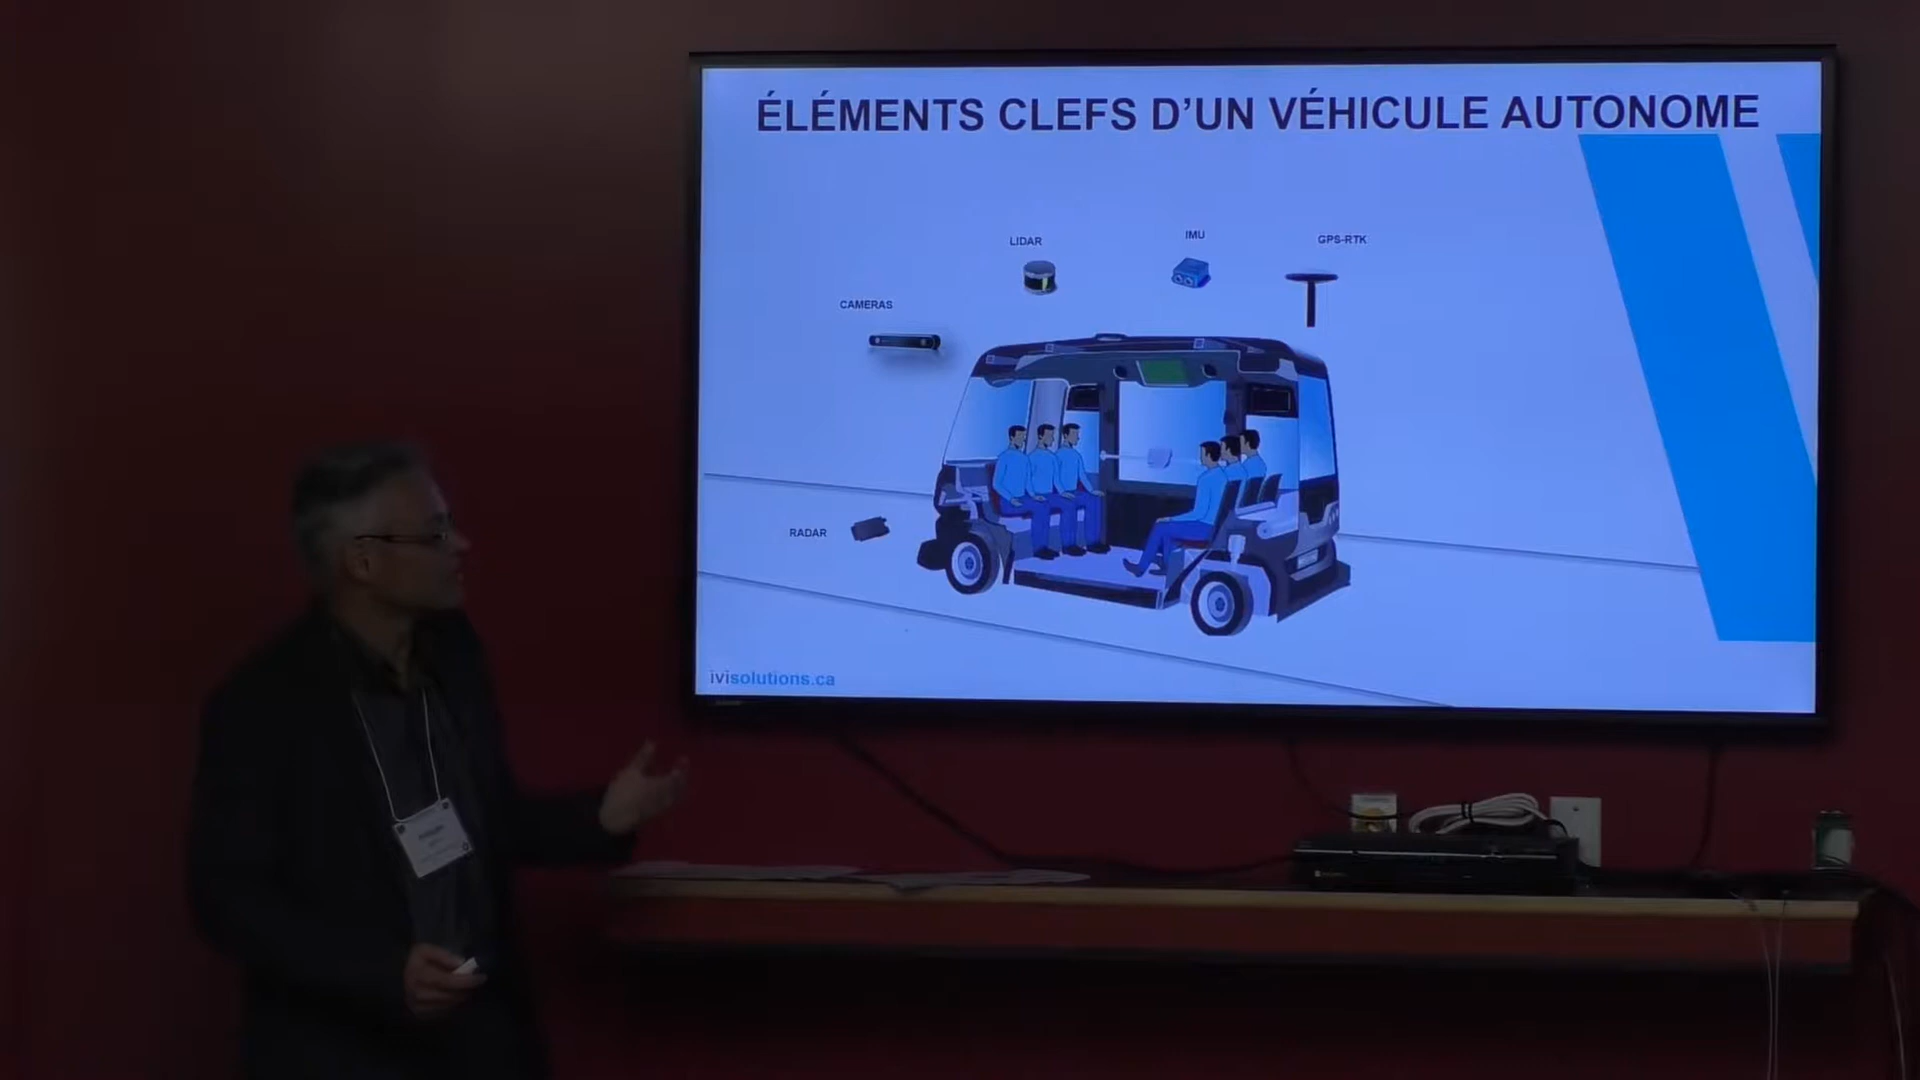 ÉLÉMENTS CLEFS D'UN VÉHICULE AUTONOME
LIDAR
IMU
GPS-RTK
CAMERAS
RADAR
ivisolutions.ca